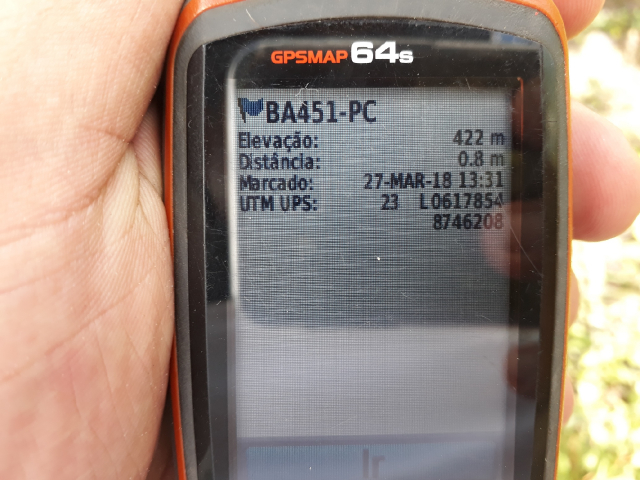 GPSMAP 64s
BA451-PC
Elevação: 422 m
Distância: 0.8 m
Marcado: 27-MAR-18 13:31
UTM UPS: 23 L0617854
8746208
Ir